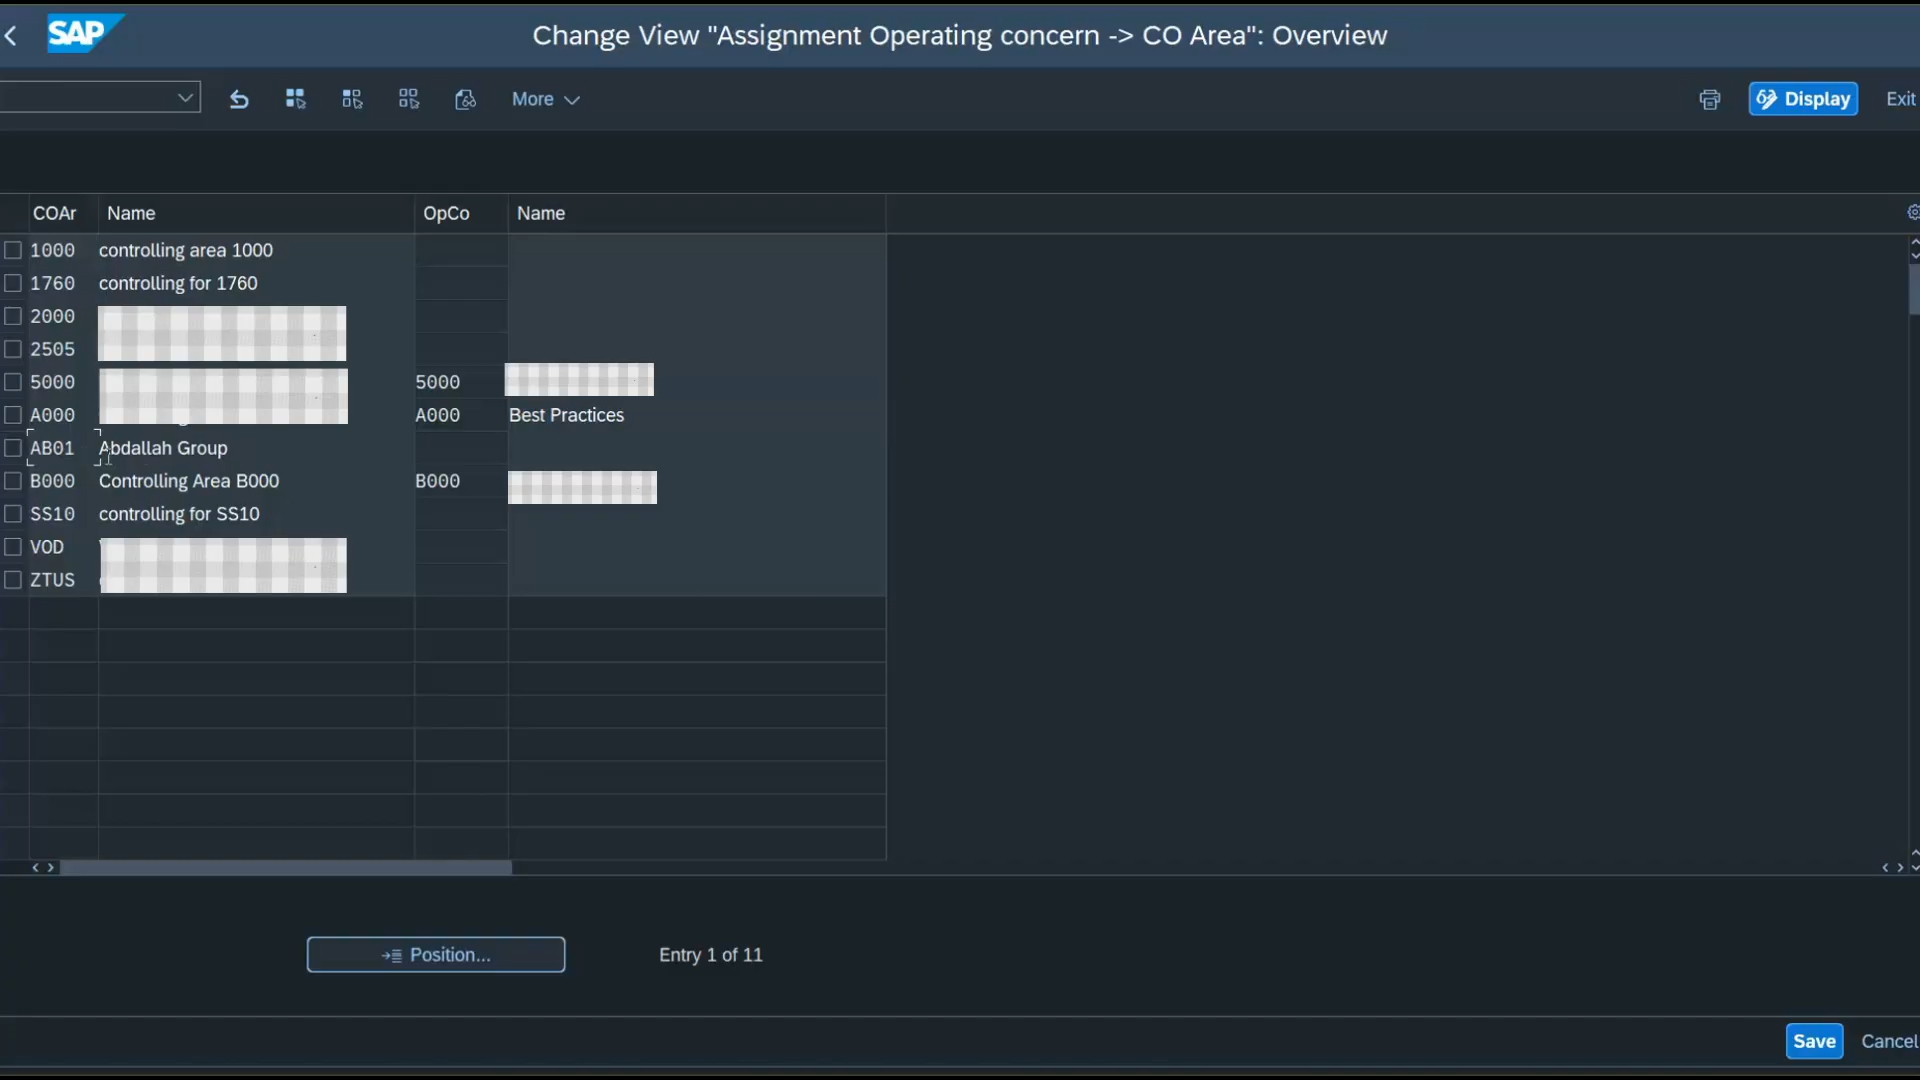 SAP Change View "Assignment Operating concern -> CO Area": Overview
More Display Exit
COAr Name OpCo Name
1000 controlling area 1000
1760 controlling for 1760
2000
2505
5000 5000
A000 A000 Best Practices
AB01 Abdallah Group
B000 Controlling Area B000 B000
SS10 controlling for SS10
VOD
ZTUS
Position... Entry 1 of 11
Save Cancel